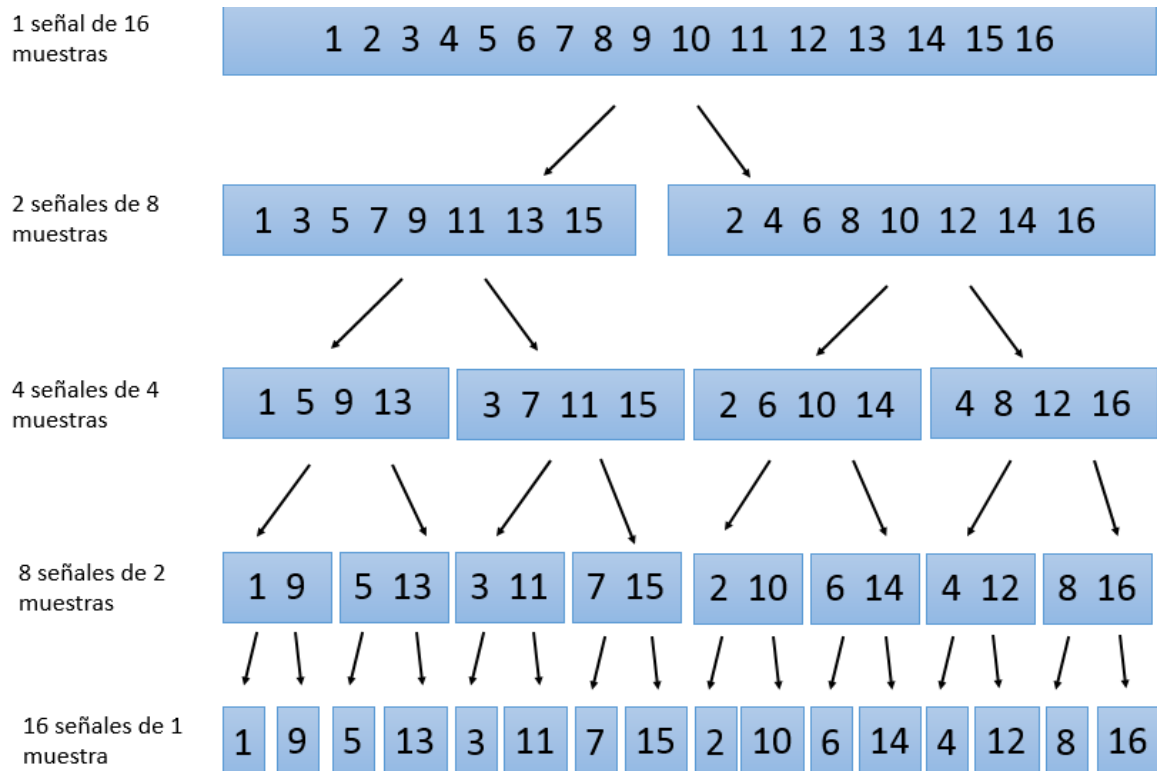 1 señal de 16
muestras
1 2 3 4 5 6 7 8 9 10 11 12 13 14 15 16
2 señales de 8
muestras
1 3 5 7 9 11 13 15
2 4 6 8 10 12 14 16
4 señales de 4
muestras
1 5 9 13
3 7 11 15
2 6 10 14
4 8 12 16
8 señales de 2
muestras
1 9
5 13
3 11
7 15
2 10
6 14
4 12
8 16
16 señales de 1
muestra
1
9
5
13
3
11
7
15
2
10
6
14
4
12
8
16